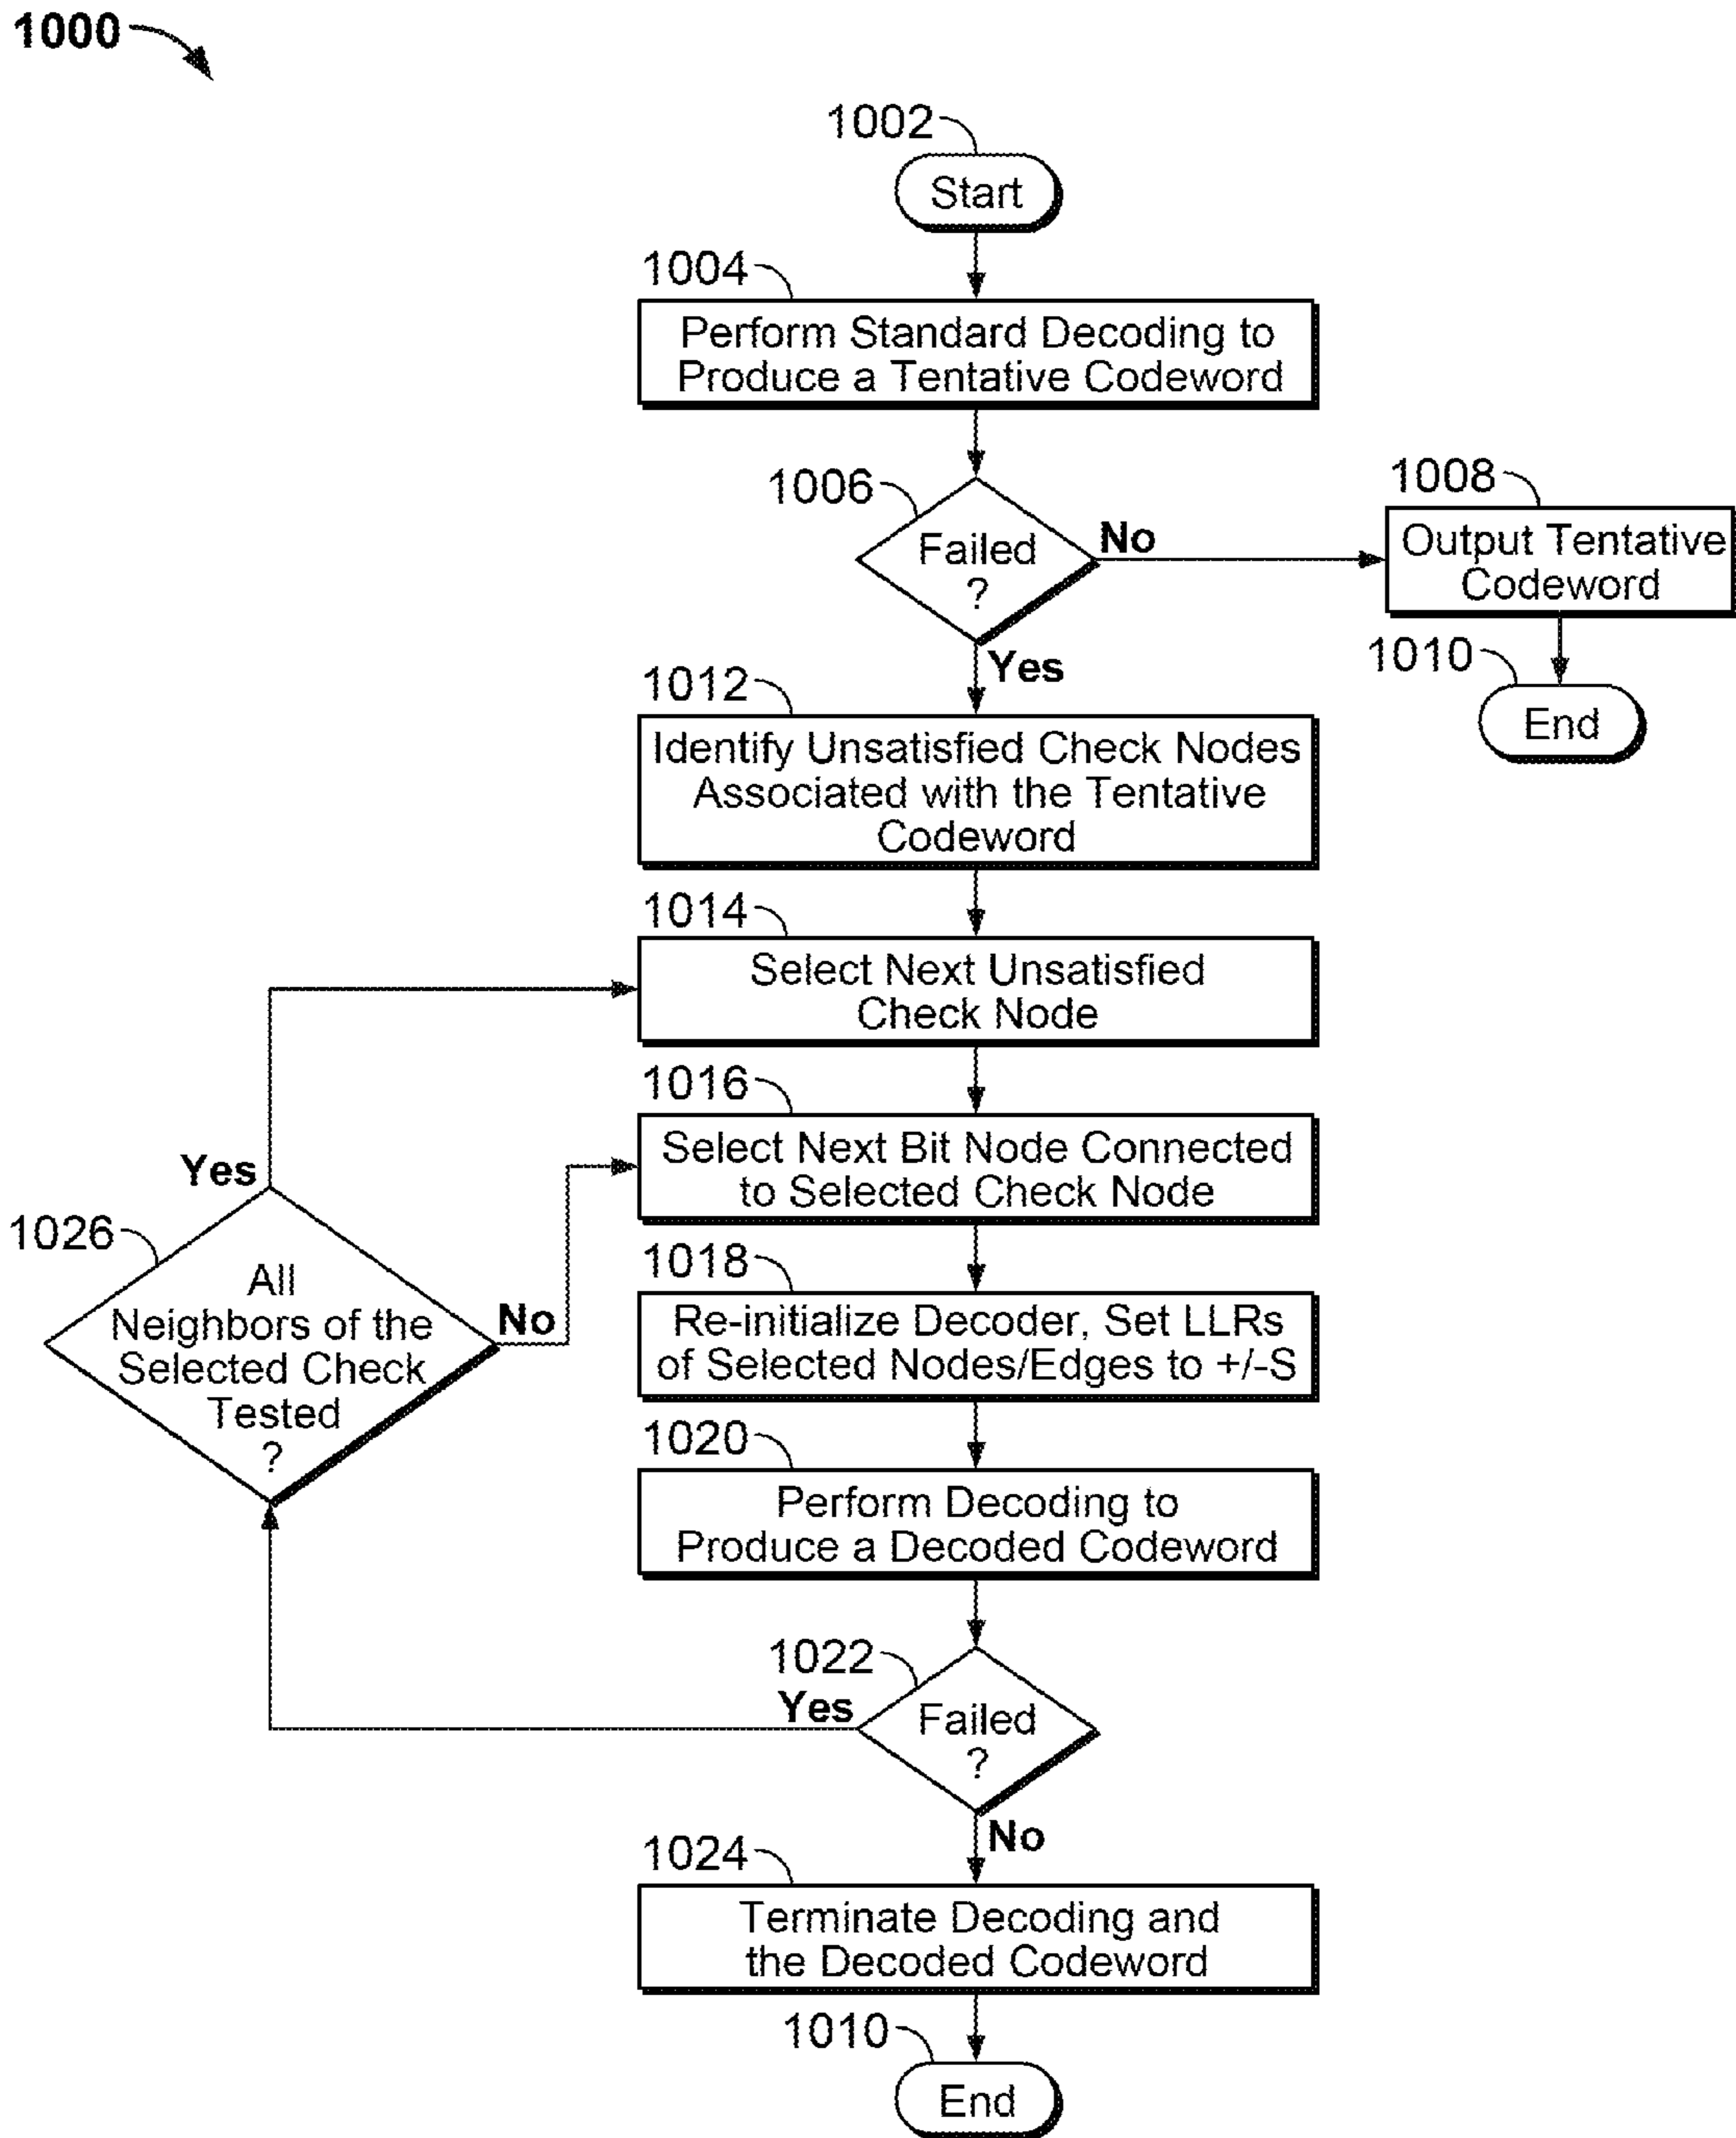 1000
1002
Start
1004
Perform Standard Decoding to
Produce a Tentative Codeword
1006
Failed
?
No
1008
Output Tentative
Codeword
1010
End
Yes
1012
Identify Unsatisfied Check Nodes
Associated with the Tentative
Codeword
1014
Select Next Unsatisfied
Check Node
1016
Select Next Bit Node Connected
to Selected Check Node
1018
Re-initialize Decoder, Set LLRs
of Selected Nodes/Edges to +/-S
1020
Perform Decoding to
Produce a Decoded Codeword
1022
Failed
?
Yes
1026
All
Neighbors of the
Selected Check
Tested
?
Yes
No
No
1024
Terminate Decoding and
the Decoded Codeword
1010
End